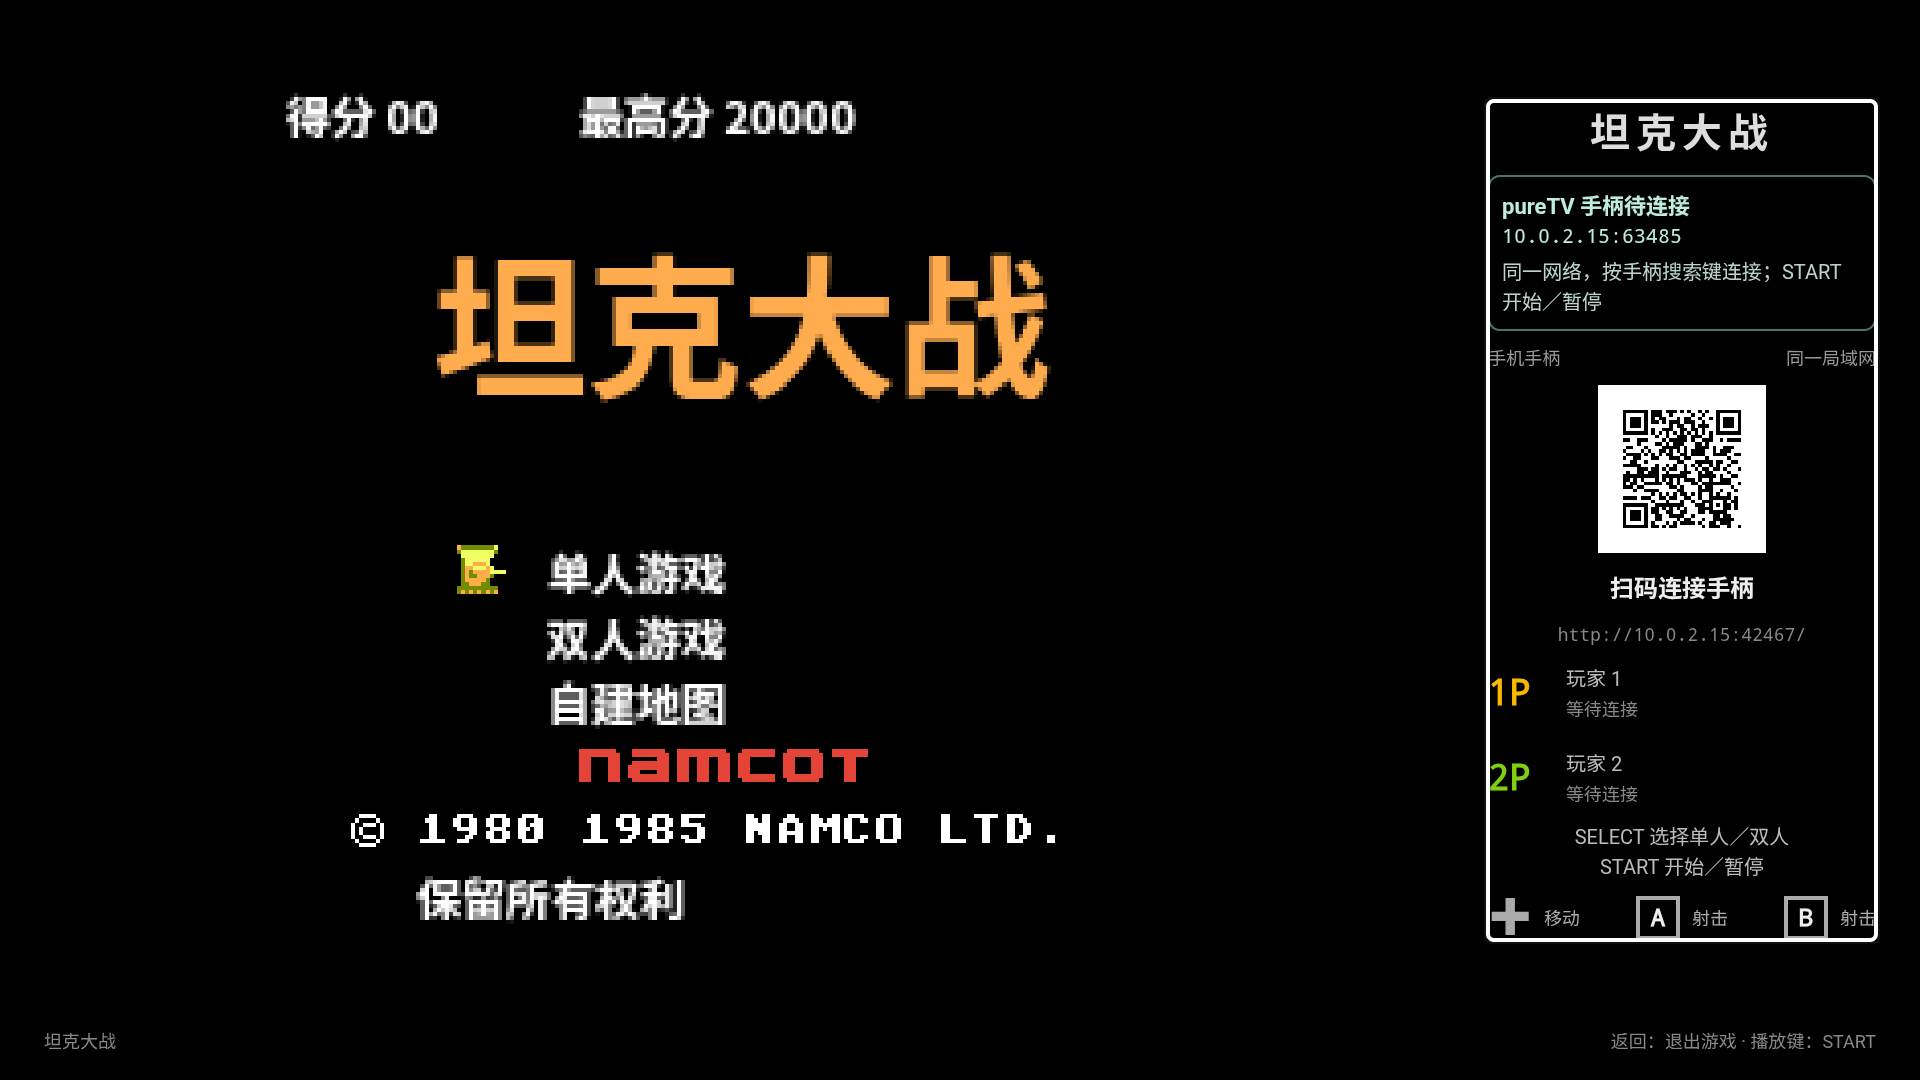 得分 00
最高分 20000
坦克大战
单人游戏
双人游戏
自建地图
namcot
© 1980 1985 NAMCO LTD.
保留所有权利
坦克大战
pureTV 手柄待连接
10.0.2.15:63485
同一网络，按手柄搜索键连接；START
开始／暂停
手机手柄
同一局域网
扫码连接手柄
http://10.0.2.15:42467/
1P
玩家 1
等待连接
2P
玩家 2
等待连接
SELECT 选择单人／双人
START 开始／暂停
移动
A 射击
B 射击
坦克大战
返回：退出游戏 · 播放键：START